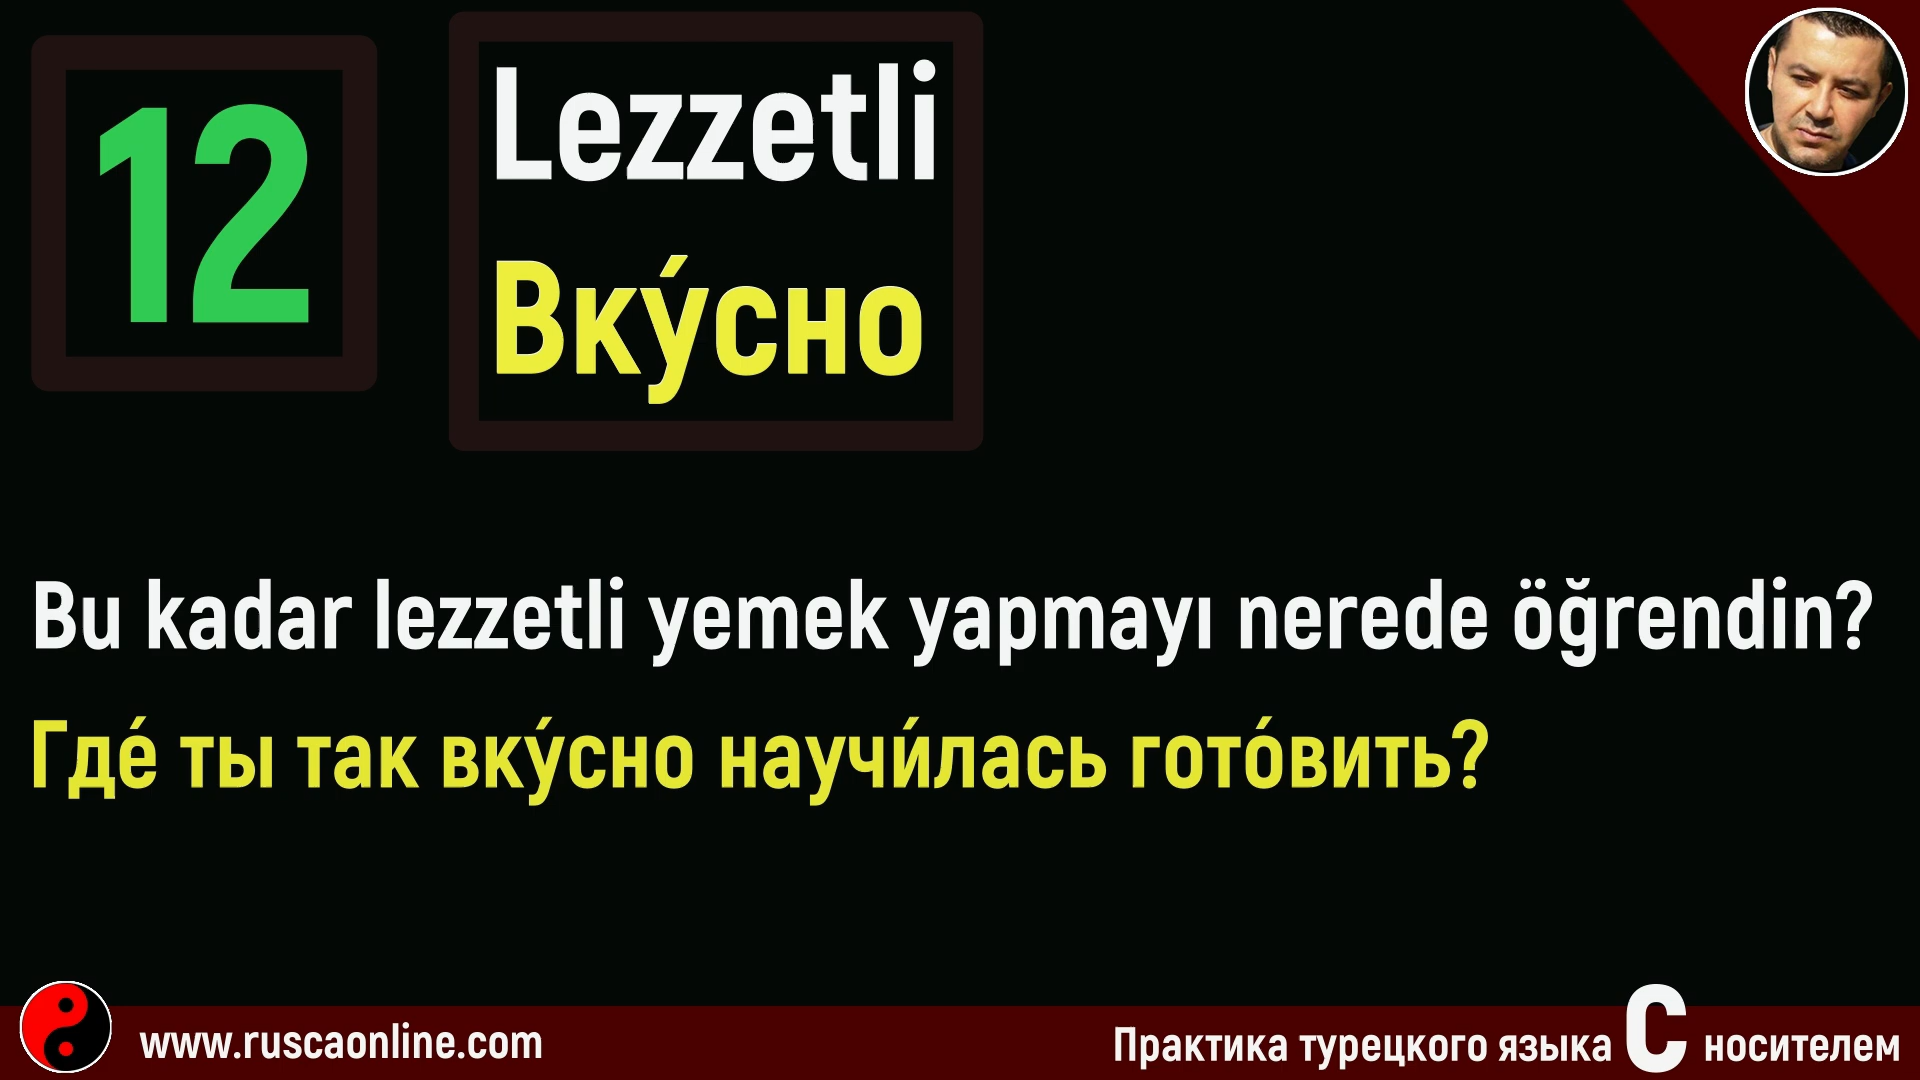 12
Lezzetli
Вку́сно
Bu kadar lezzetli yemek yapmayı nerede öğrendin?
Где́ ты так вку́сно научи́лась гото́вить?
www.ruscaonline.com
Практика турецкого языка С носителем